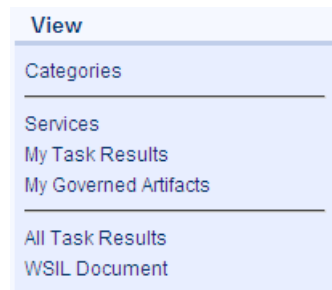 View
Categories
Services
My Task Results
My Governed Artifacts
All Task Results
WSIL Document